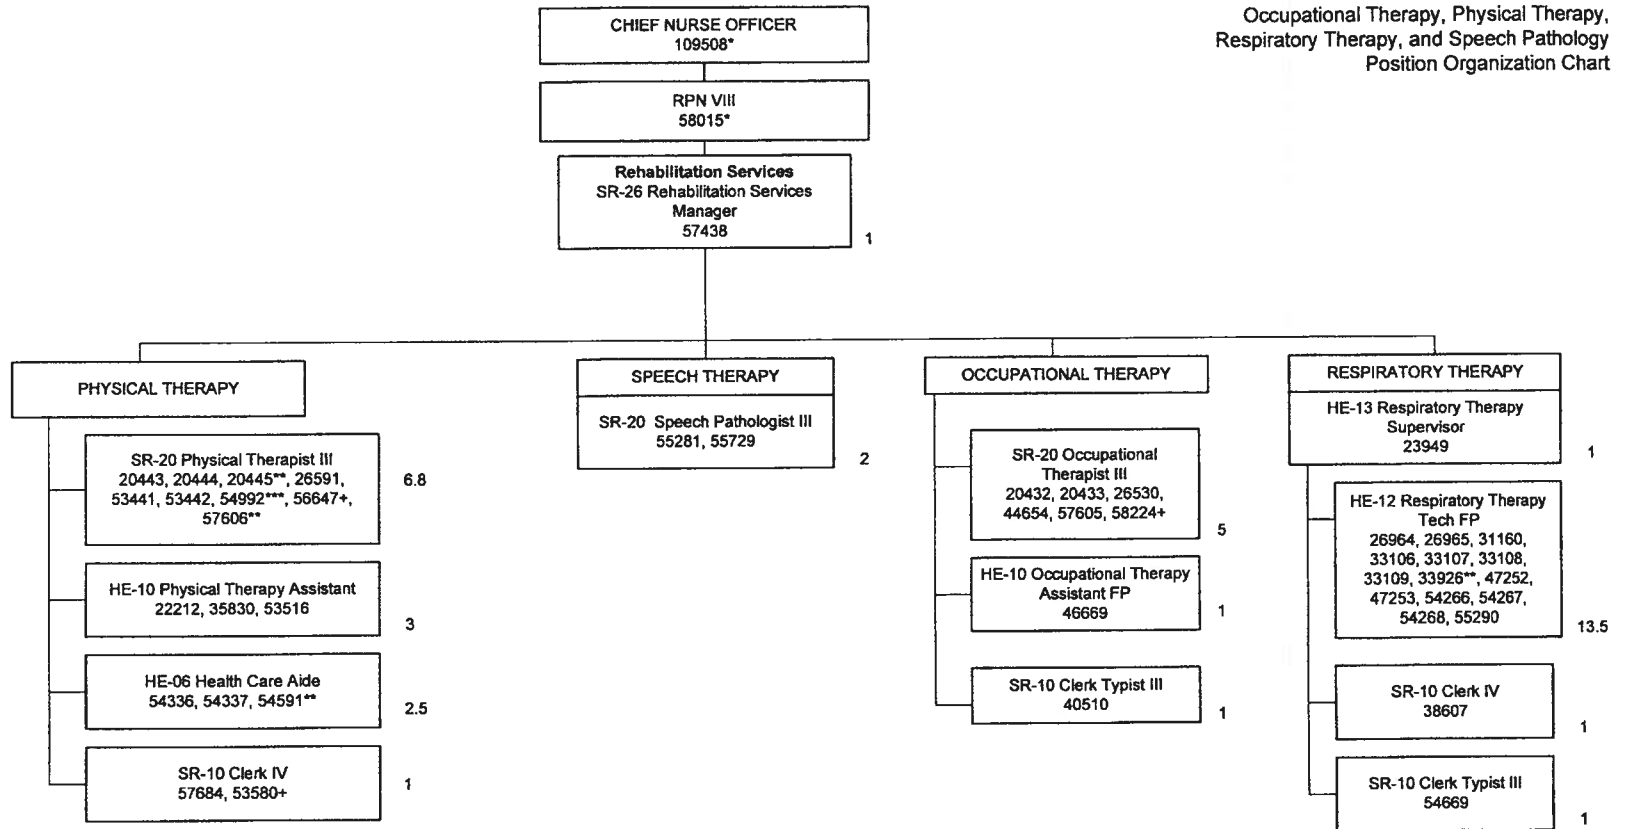 Occupational Therapy, Physical Therapy,
Respiratory Therapy, and Speech Pathology
Position Organization Chart
CHIEF NURSE OFFICER
109508*
RPN VIII
58015*
Rehabilitation Services
SR-26 Rehabilitation Services
Manager
57438
1
PHYSICAL THERAPY
SR-20 Physical Therapist III
20443, 20444, 20445**, 26591,
53441, 53442, 54992***, 56647+,
57606**
6.8
HE-10 Physical Therapy Assistant
22212, 35830, 53516
3
HE-06 Health Care Aide
54336, 54337, 54591**
2.5
SR-10 Clerk IV
57684, 53580+
1
SPEECH THERAPY
SR-20 Speech Pathologist III
55281, 55729
2
OCCUPATIONAL THERAPY
SR-20 Occupational
Therapist III
20432, 20433, 26530,
44654, 57605, 58224+
5
HE-10 Occupational Therapy
Assistant FP
46669
1
SR-10 Clerk Typist III
40510
1
RESPIRATORY THERAPY
HE-13 Respiratory Therapy
Supervisor
23949
1
HE-12 Respiratory Therapy
Tech FP
26964, 26965, 31160,
33106, 33107, 33108,
33109, 33926**, 47252,
47253, 54266, 54267,
54268, 55290
13.5
SR-10 Clerk IV
38607
1
SR-10 Clerk Typist III
54669
1